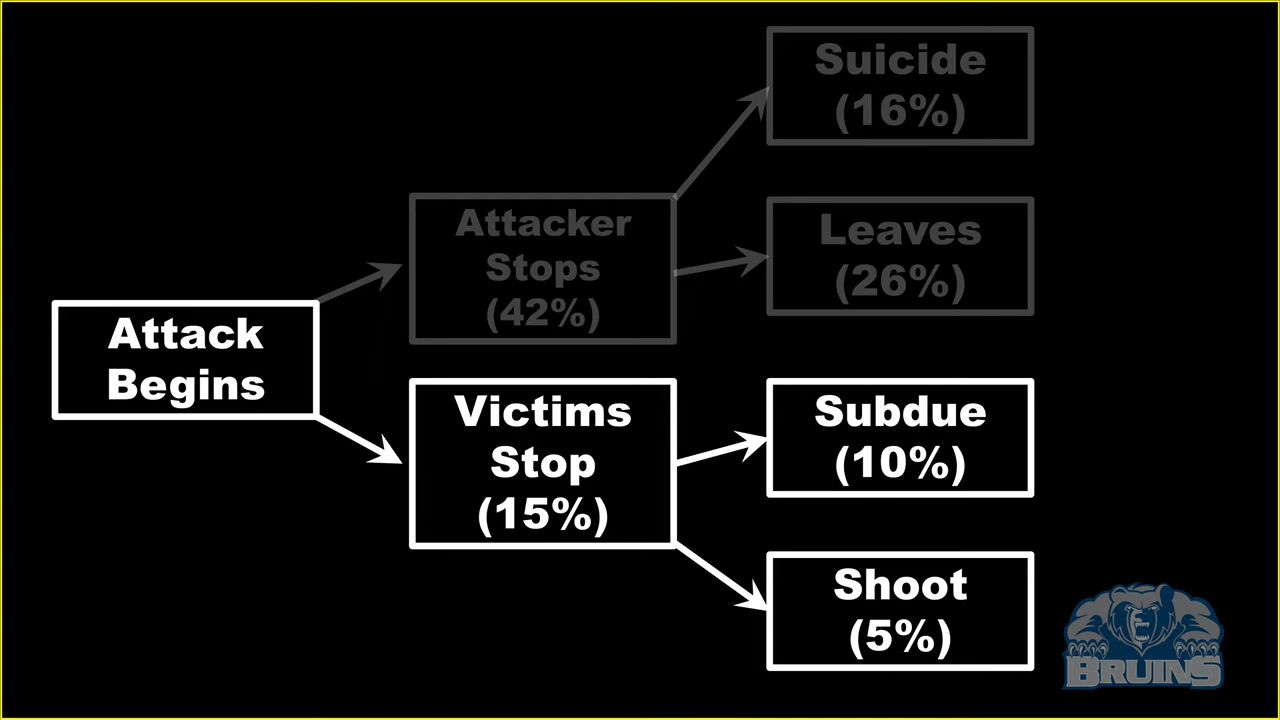 Suicide
(16%)
Attacker
Stops
(42%)
Leaves
(26%)
Attack
Begins
Victims
Stop
(15%)
Subdue
(10%)
Shoot
(5%)
BRUINS